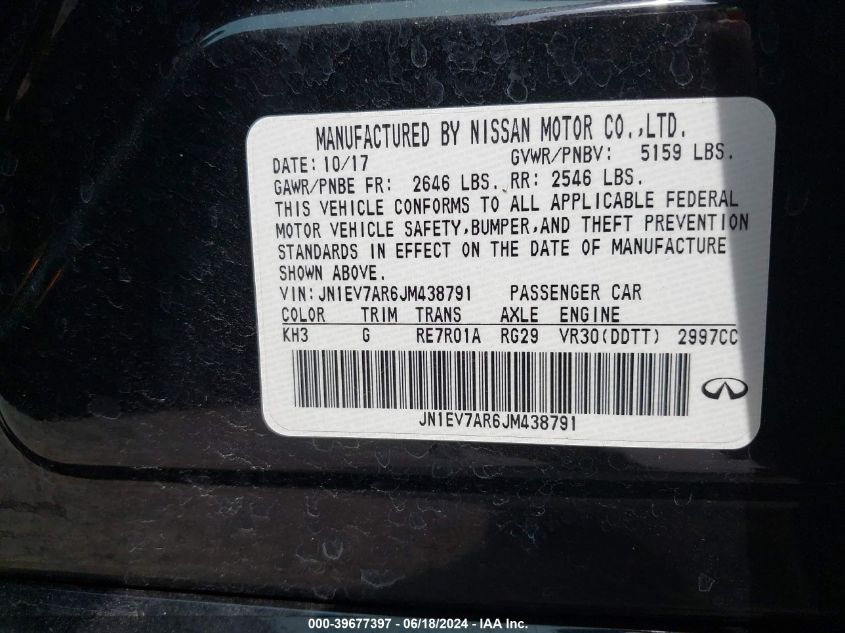 MANUFACTURED BY NISSAN MOTOR CO.,LTD.
DATE: 10/17 GVWR/PNBV: 5159 LBS.
GAWR/PNBE FR: 2646 LBS. RR: 2546 LBS.
THIS VEHICLE CONFORMS TO ALL APPLICABLE FEDERAL
MOTOR VEHICLE SAFETY,BUMPER,AND THEFT PREVENTION
STANDARDS IN EFFECT ON THE DATE OF MANUFACTURE
SHOWN ABOVE.
VIN:JN1EV7AR6JM438791 PASSENGER CAR
COLOR TRIM TRANS AXLE ENGINE
KH3 G RE7R01A RG29 VR30(DDTT) 2997CC
JN1EV7AR6JM438791
000-39677397 - 06/18/2024 - IAA Inc.